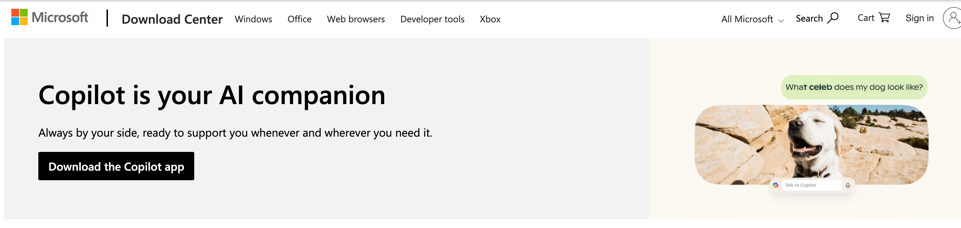 Microsoft | Download Center Windows Office Web browsers Developer tools Xbox All Microsoft Search Cart Sign in
Copilot is your AI companion
Always by your side, ready to support you whenever and wherever you need it.
Download the Copilot app
What celeb does my dog look like?
Talk to Copilot